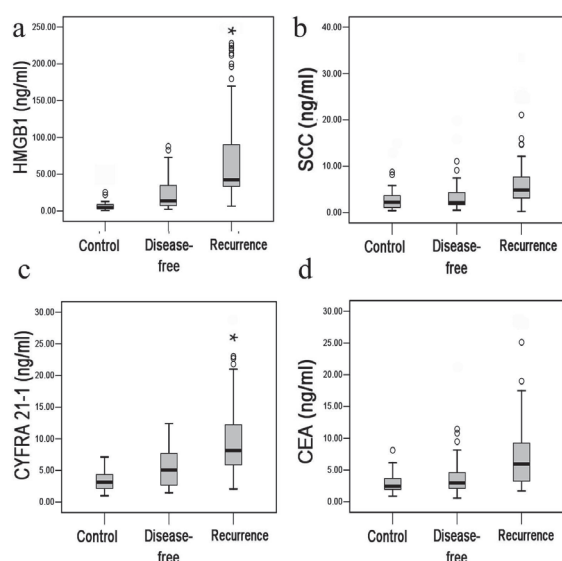 a
HMGB1 (ng/ml)
250.00
200.00
150.00
100.00
50.00
0.00
*
Control
Disease-
free
Recurrence
b
SCC (ng/ml)
40.00
30.00
20.00
10.00
0.00
Control
Disease-
free
Recurrence
c
CYFRA 21-1 (ng/ml)
30.00
25.00
20.00
15.00
10.00
5.00
0.00
*
Control
Disease-
free
Recurrence
d
CEA (ng/ml)
30.00
25.00
20.00
15.00
10.00
5.00
0.00
Control
Disease-
free
Recurrence